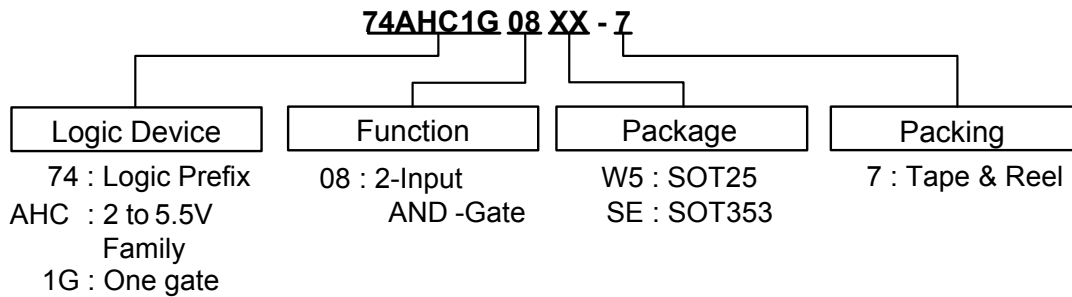 74AHC1G 08 XX - 7
Logic Device
Function
Package
Packing
74 : Logic Prefix
AHC : 2 to 5.5V
Family
1G : One gate
08 : 2-Input
AND -Gate
W5 : SOT25
SE : SOT353
7 : Tape & Reel